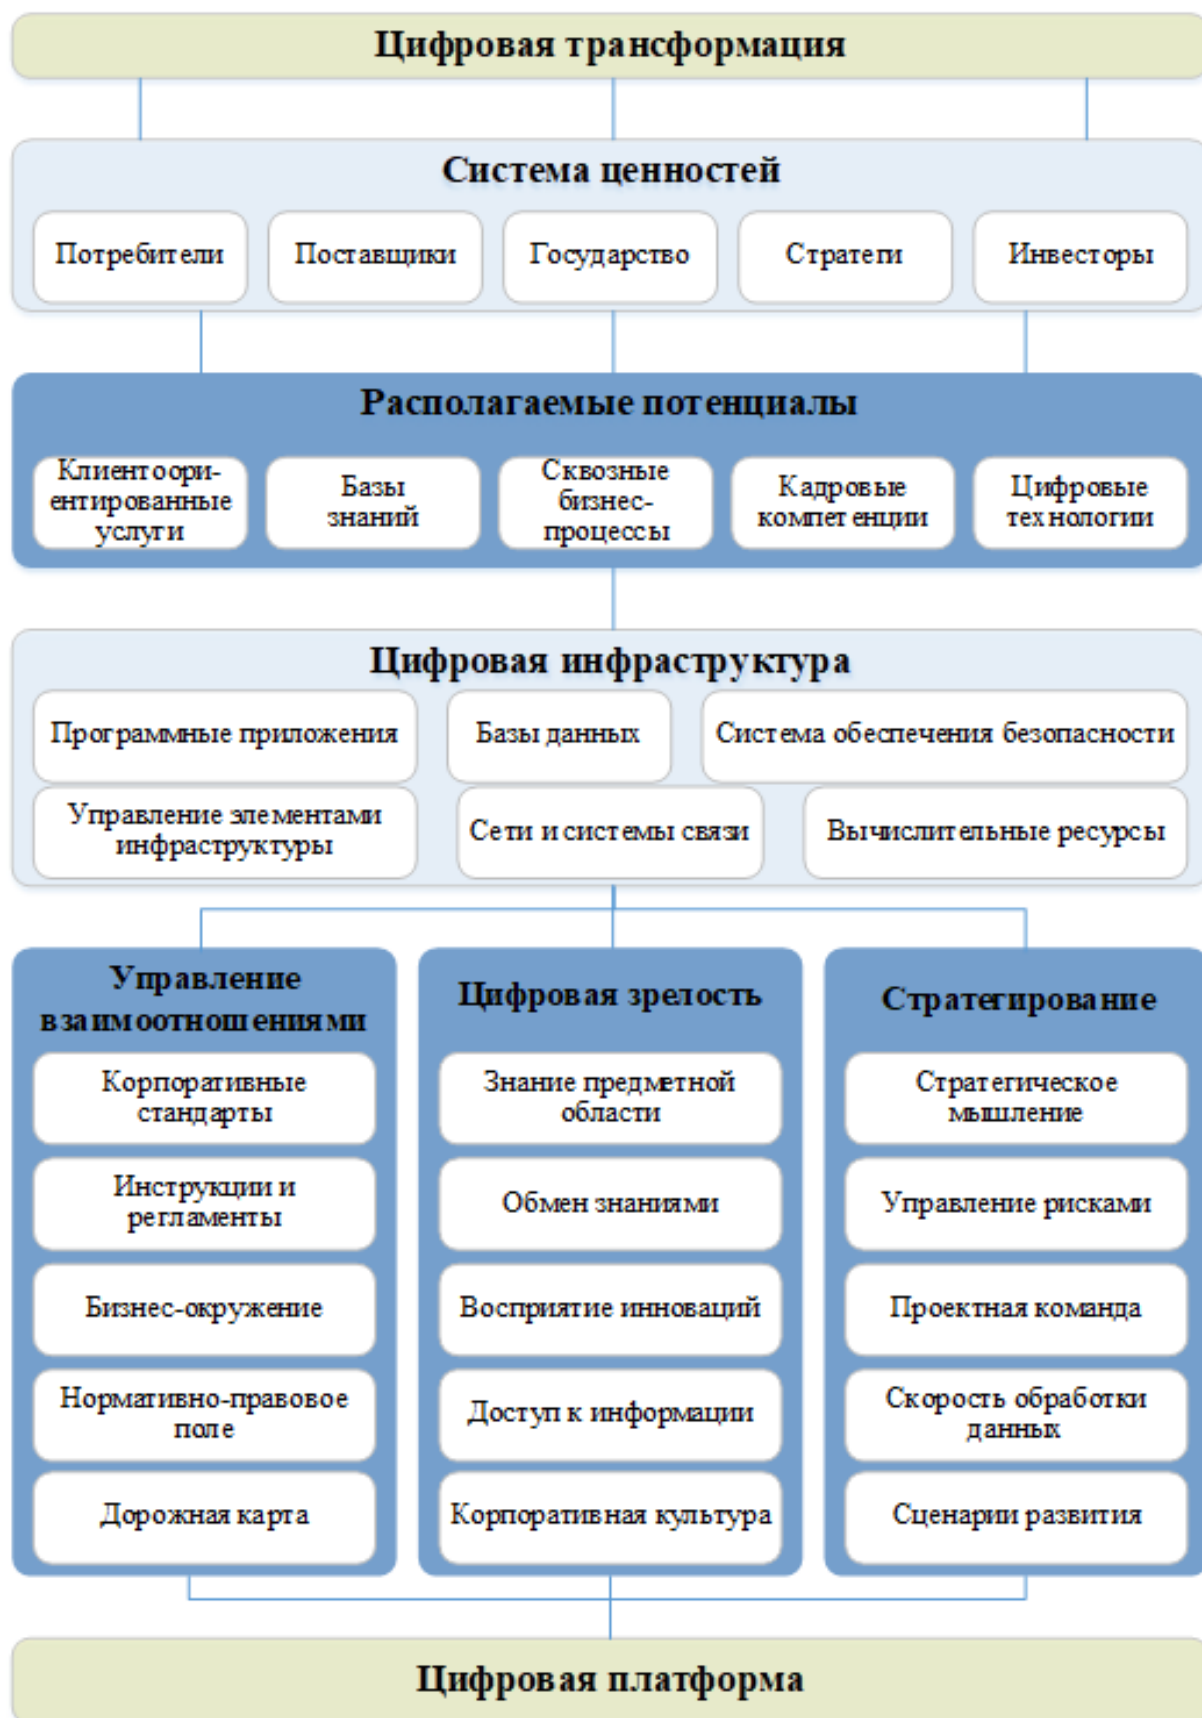 Цифровая трансформация
Система ценностей
Потребители
Поставщики
Государство
Стратеги
Инвесторы
Располагаемые потенциалы
Клиентоори-
ентированные
услуги
Базы
знаний
Сквозные
бизнес-
процессы
Кадровые
компетенции
Цифровые
технологии
Цифровая инфраструктура
Программные приложения
Базы данных
Система обеспечения безопасности
Управление элементами
инфраструктуры
Сети и системы связи
Вычислительные ресурсы
Управление
взаимоотношениями
Корпоративные
стандарты
Инструкции и
регламенты
Бизнес-окружение
Нормативно-правовое
поле
Дорожная карта
Цифровая зрелость
Знание предметной
области
Обмен знаниями
Восприятие инноваций
Доступ к информации
Корпоративная культура
Стратегирование
Стратегическое
мышление
Управление рисками
Проектная команда
Скорость обработки
данных
Сценарии развития
Цифровая платформа